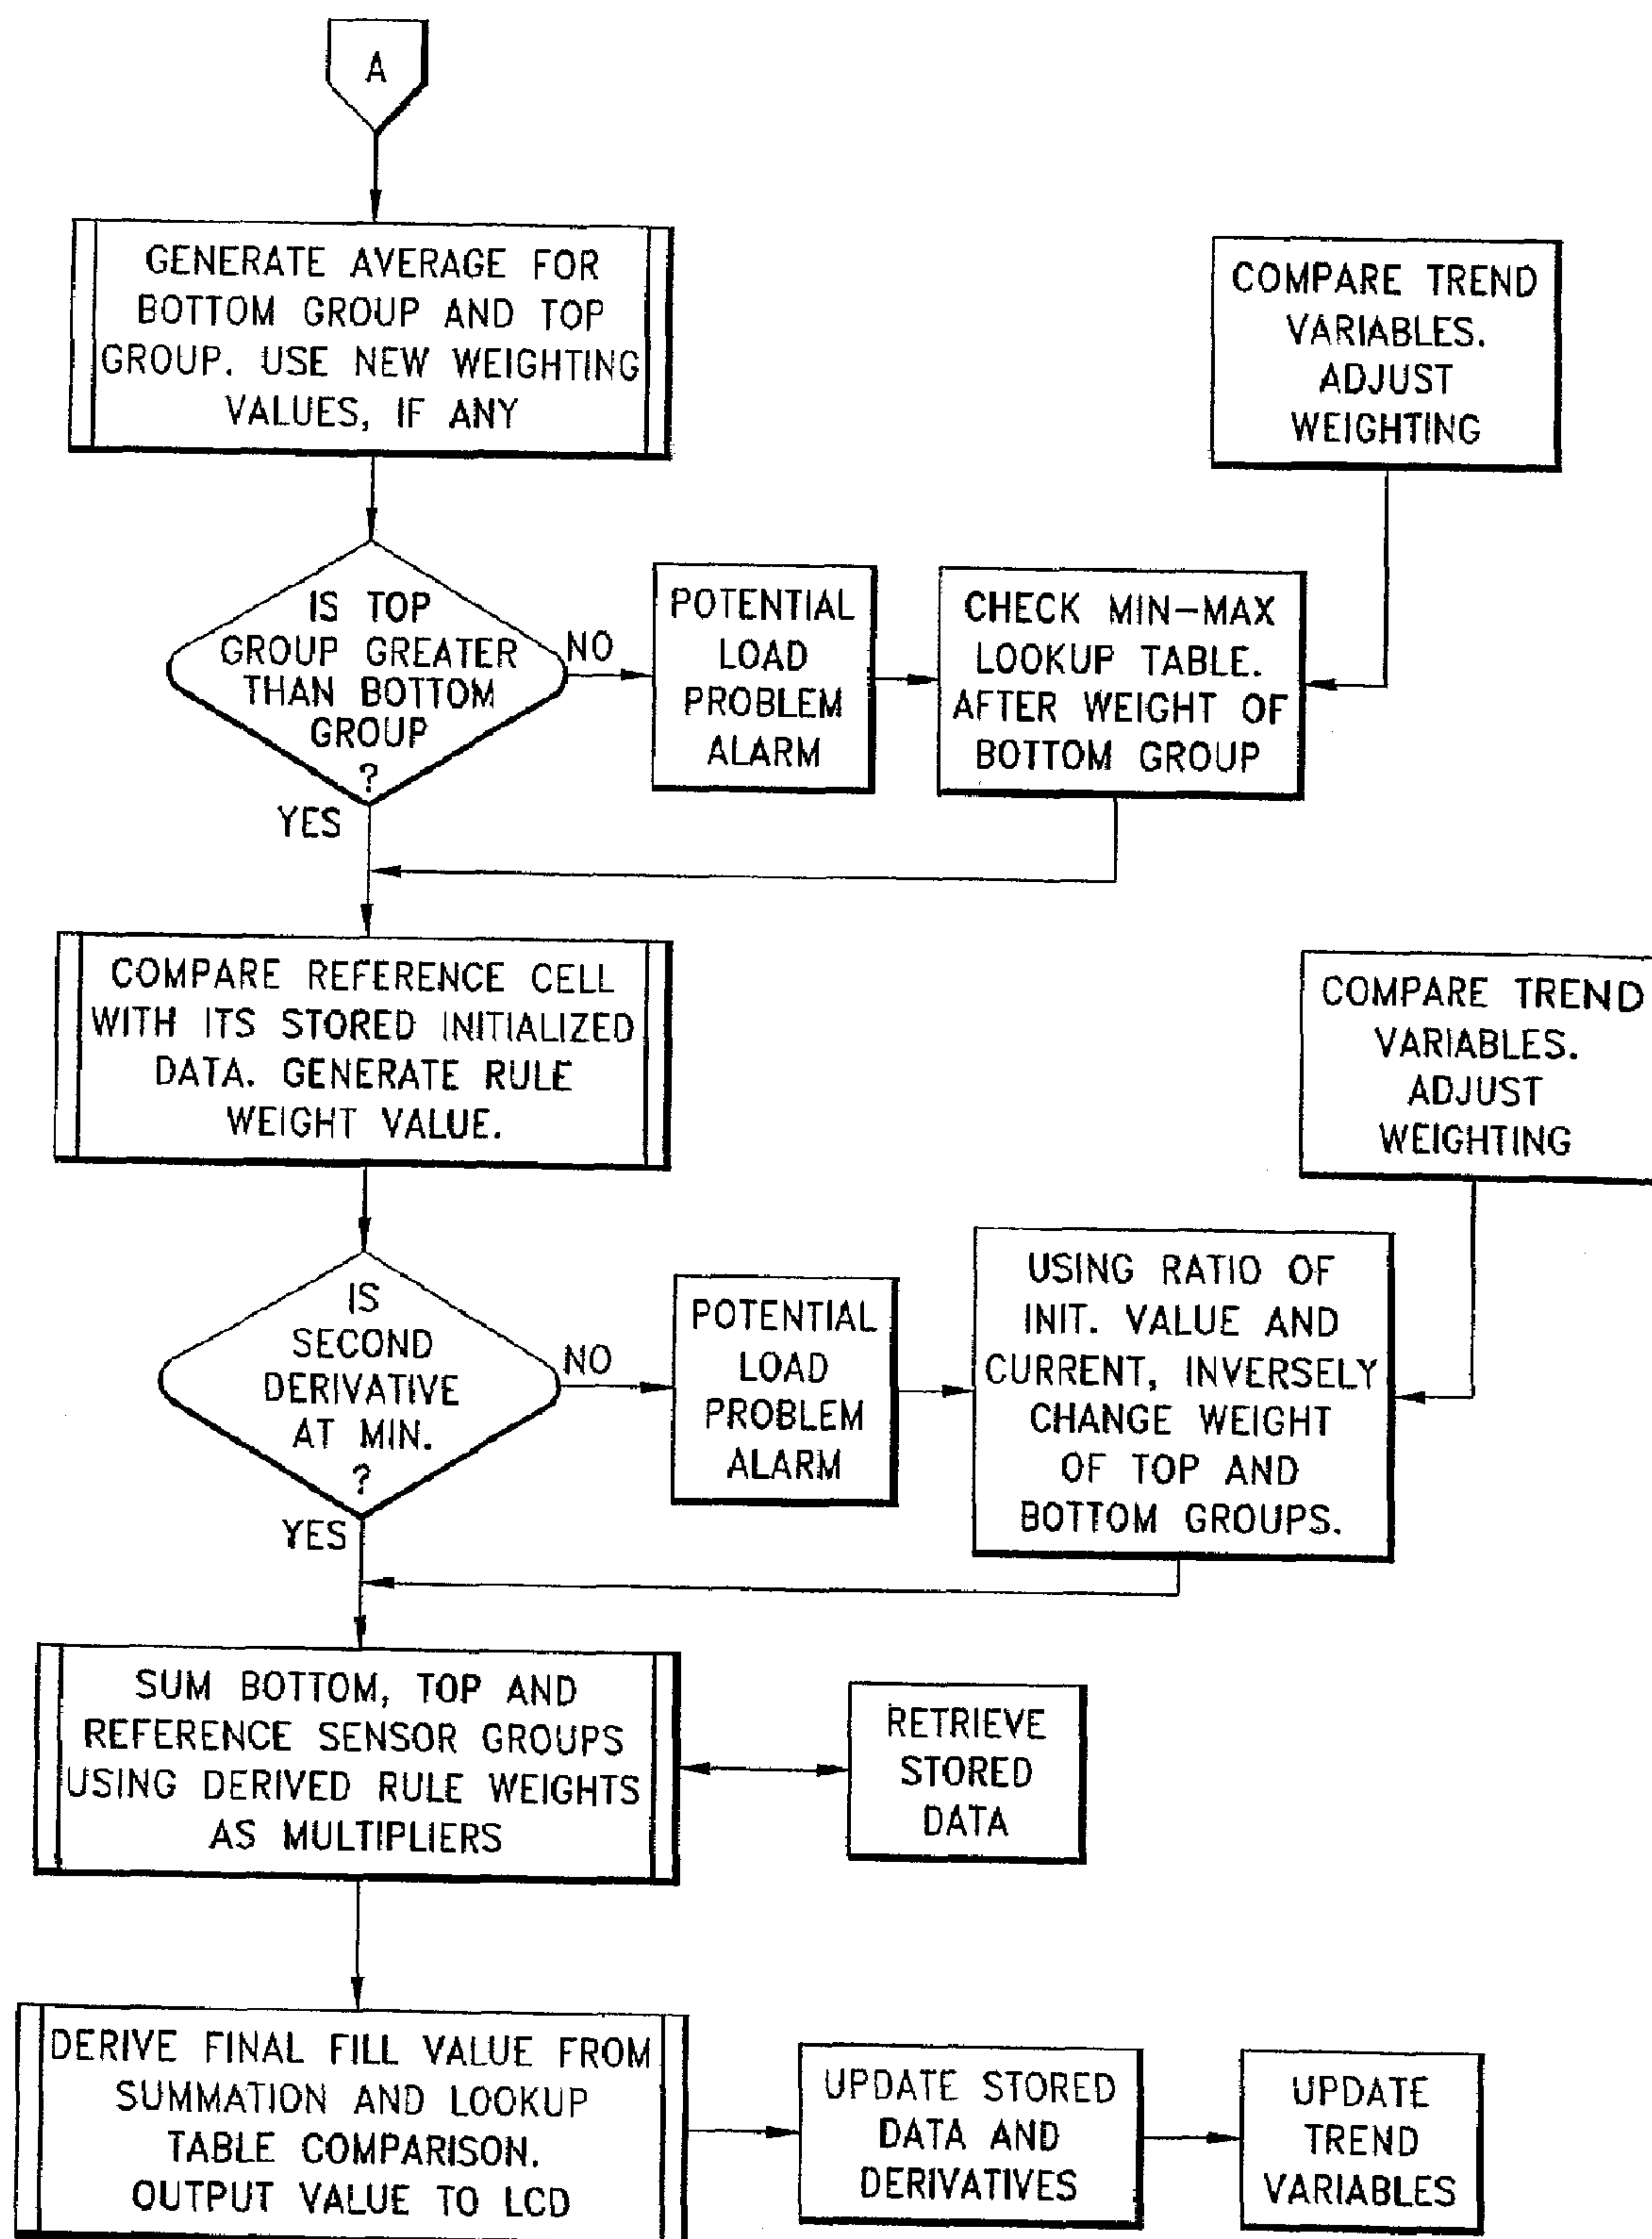 A
GENERATE AVERAGE FOR
BOTTOM GROUP AND TOP
GROUP. USE NEW WEIGHTING
VALUES, IF ANY
COMPARE TREND
VARIABLES.
ADJUST
WEIGHTING
IS TOP
GROUP GREATER
THAN BOTTOM
GROUP
?
NO
YES
POTENTIAL
LOAD
PROBLEM
ALARM
CHECK MIN-MAX
LOOKUP TABLE.
AFTER WEIGHT OF
BOTTOM GROUP
COMPARE REFERENCE CELL
WITH ITS STORED INITIALIZED
DATA. GENERATE RULE
WEIGHT VALUE.
COMPARE TREND
VARIABLES.
ADJUST
WEIGHTING
IS
SECOND
DERIVATIVE
AT MIN.
?
NO
YES
POTENTIAL
LOAD
PROBLEM
ALARM
USING RATIO OF
INIT. VALUE AND
CURRENT, INVERSELY
CHANGE WEIGHT
OF TOP AND
BOTTOM GROUPS.
SUM BOTTOM, TOP AND
REFERENCE SENSOR GROUPS
USING DERIVED RULE WEIGHTS
AS MULTIPLIERS
RETRIEVE
STORED
DATA
DERIVE FINAL FILL VALUE FROM
SUMMATION AND LOOKUP
TABLE COMPARISON.
OUTPUT VALUE TO LCD
UPDATE STORED
DATA AND
DERIVATIVES
UPDATE
TREND
VARIABLES